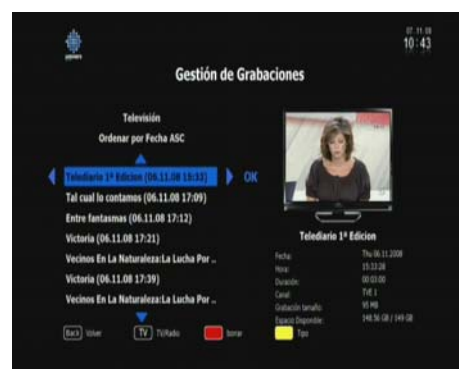 07.11.08
10:43
Gestión de Grabaciones
Televisión
Ordenar por Fecha ASC
Telediario 1ª Edicion (06.11.08 15:33)
OK
Tal cual lo contamos (06.11.08 17:09)
Entre fantasmas (06.11.08 17:12)
Victoria (06.11.08 17:21)
Vecinos En La Naturaleza:La Lucha Por ..
Victoria (06.11.08 17:39)
Vecinos En La Naturaleza:La Lucha Por ..
Telediario 1ª Edicion
Fecha: Thu 06.11.2008
Hora: 15:33:28
Duración: 00:03:00
Canal: TVE 1
Grabación tamaño: 95 MB
Espacio Disponible: 148.56 GB / 149 GB
Back Volver TV TV/Radio borrar Tipo